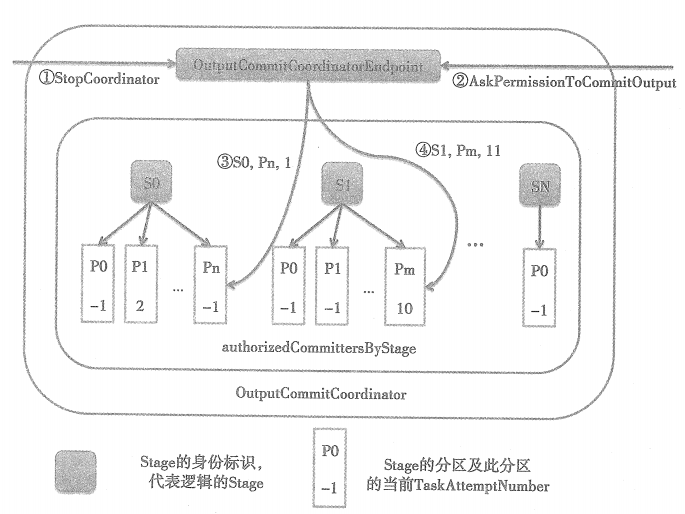 OutputCommitCoordinatorEndpoint
①StopCoordinator
②AskPermissionToCommitOutput
③S0, Pn, 1
④S1, Pm, 11
S0
S1
SN
...
P0
P1
Pn
P0
P1
Pm
P0
-1
2
...
-1
-1
-1
...
10
-1
authorizedCommittersByStage
OutputCommitCoordinator
Stage的身份标识，
代表逻辑的Stage
P0
-1
Stage的分区及此分区
的当前TaskAttemptNumber